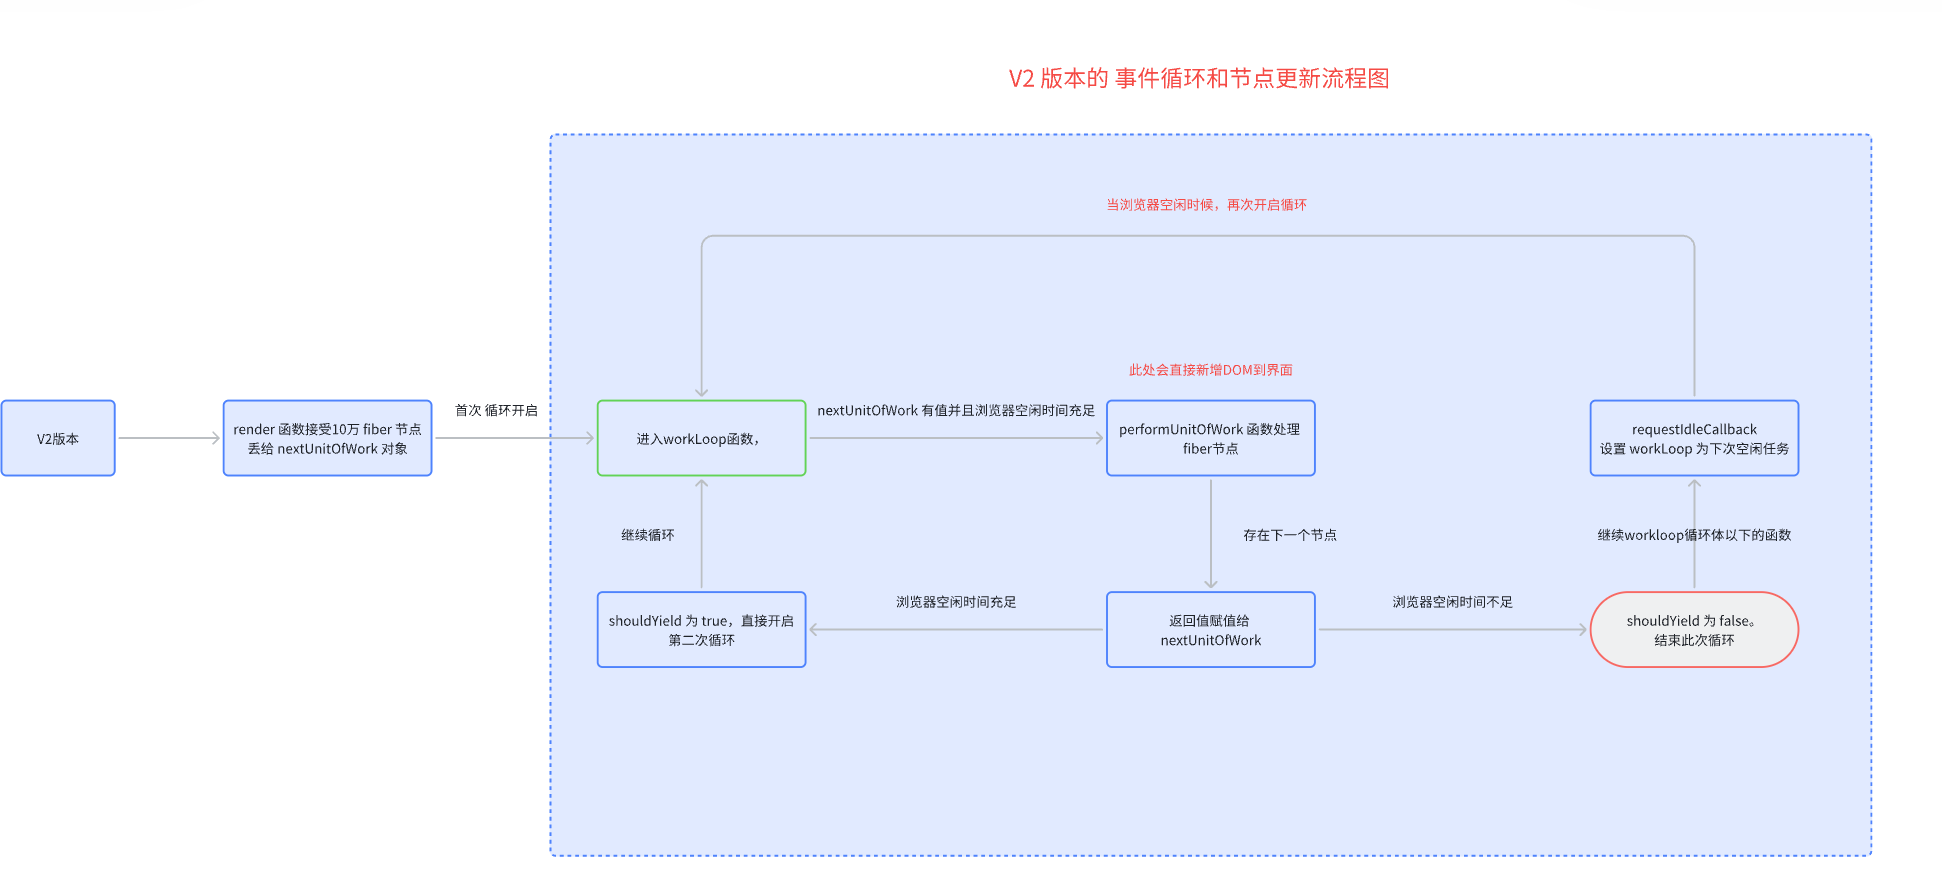 V2 版本的 事件循环和节点更新流程图
当浏览器空闲时候，再次开启循环
此处会直接新增DOM到界面
V2版本
render 函数接受10万 fiber 节点
丢给 nextUnitOfWork 对象
首次 循环开启
进入workLoop函数，
nextUnitOfWork 有值并且浏览器空闲时间充足
performUnitOfWork 函数处理
fiber节点
requestIdleCallback
设置 workLoop 为下次空闲任务
继续循环
存在下一个节点
继续workloop循环体以下的函数
shouldYield 为 true，直接开启
第二次循环
浏览器空闲时间充足
返回值赋值给
nextUnitOfWork
浏览器空闲时间不足
shouldYield 为 false。
结束此次循环